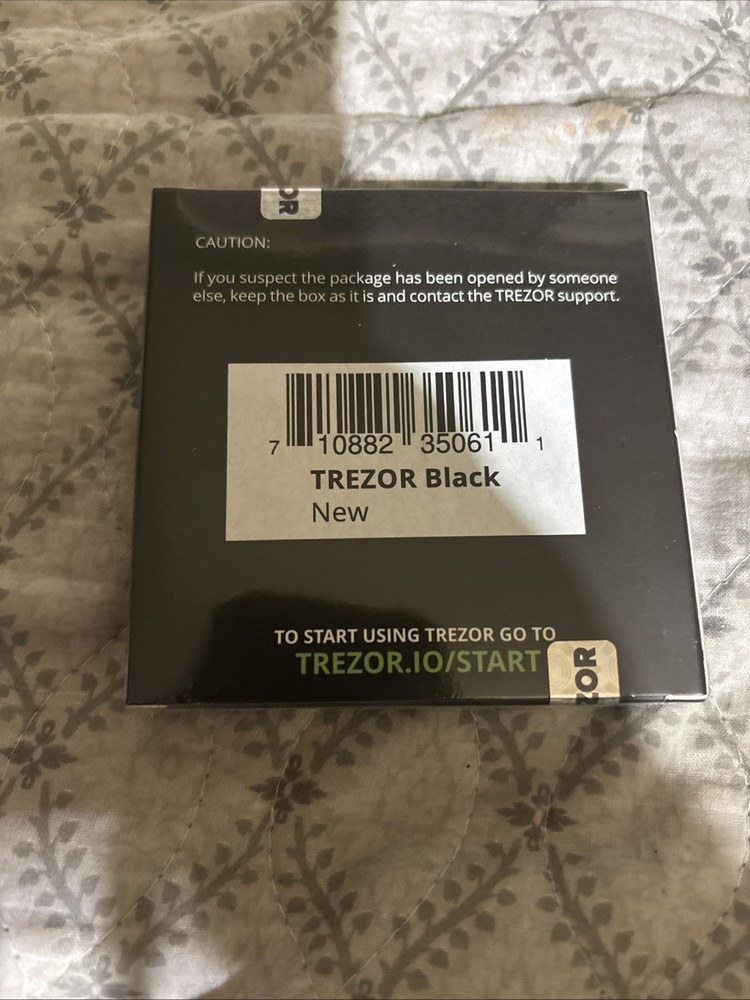 OR
CAUTION:
If you suspect the package has been opened by someone
else, keep the box as it is and contact the TREZOR support.
7 10882 35061 1
TREZOR Black
New
TO START USING TREZOR GO TO
TREZOR.IO/START
ZOR